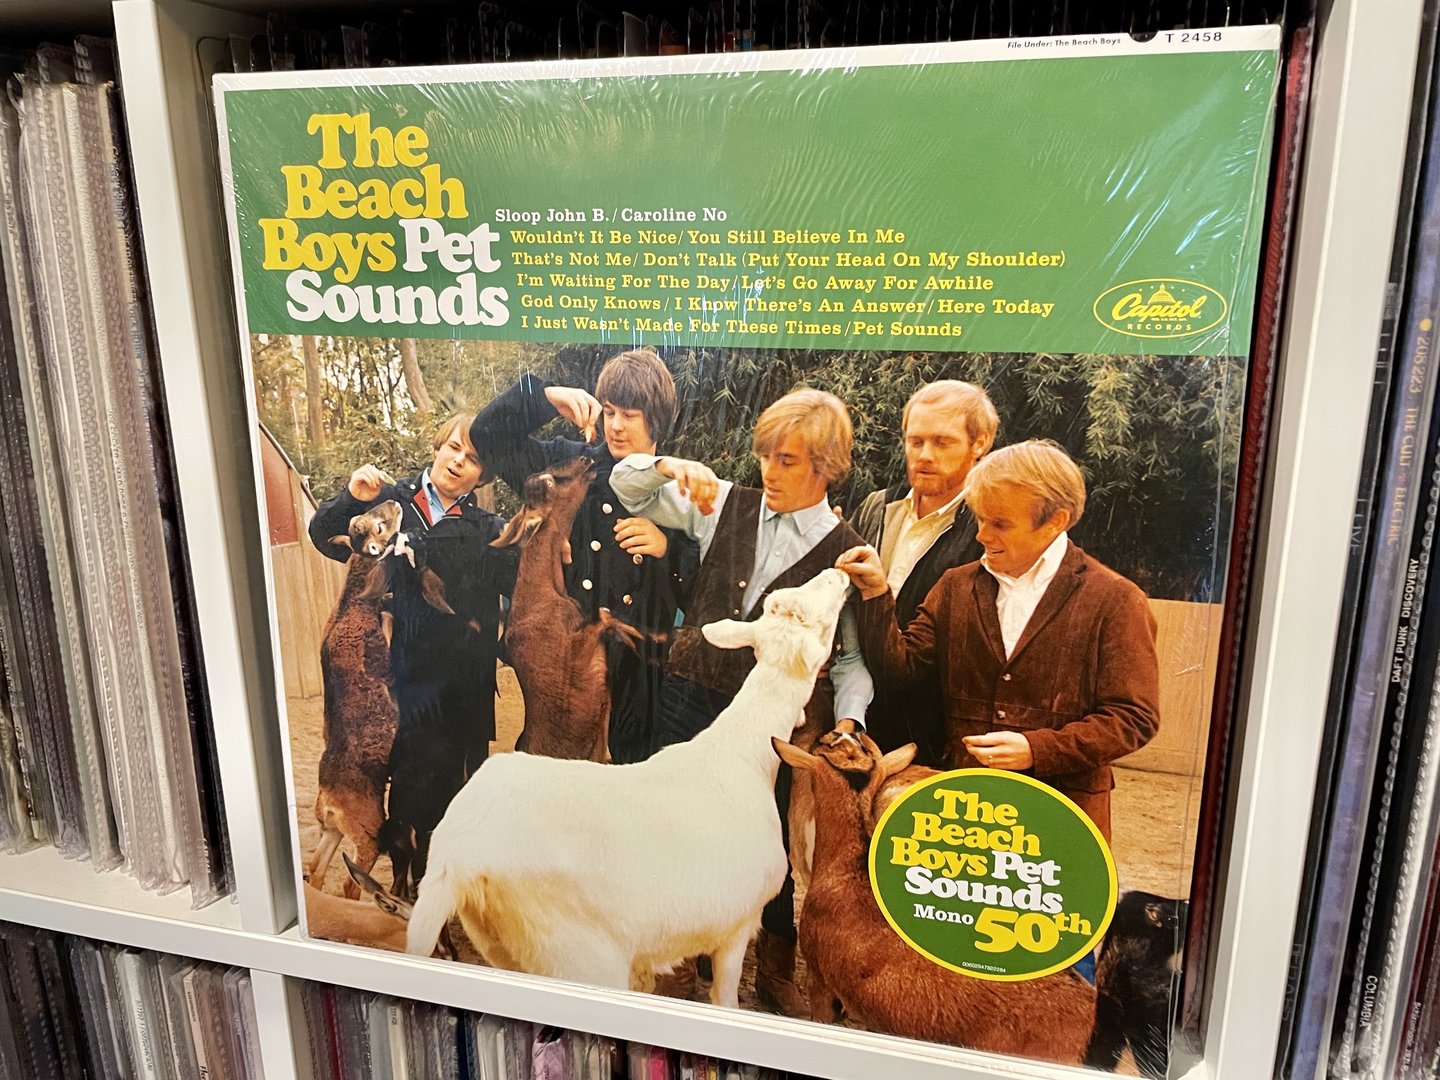 File Under: The Beach Boys
T 2458
The
Beach
Boys Pet
Sounds
Sloop John B. / Caroline No
Wouldn't It Be Nice / You Still Believe In Me
That's Not Me / Don't Talk (Put Your Head On My Shoulder)
I'm Waiting For The Day / Let's Go Away For Awhile
God Only Knows / I Know There's An Answer / Here Today
I Just Wasn't Made For These Times / Pet Sounds
Capitol
RECORDS
The
Beach
Boys Pet
Sounds
Mono 50th
208223. THE CULT ELECTRIC
DAFT PUNK DISCOVERY
COLUMBIA